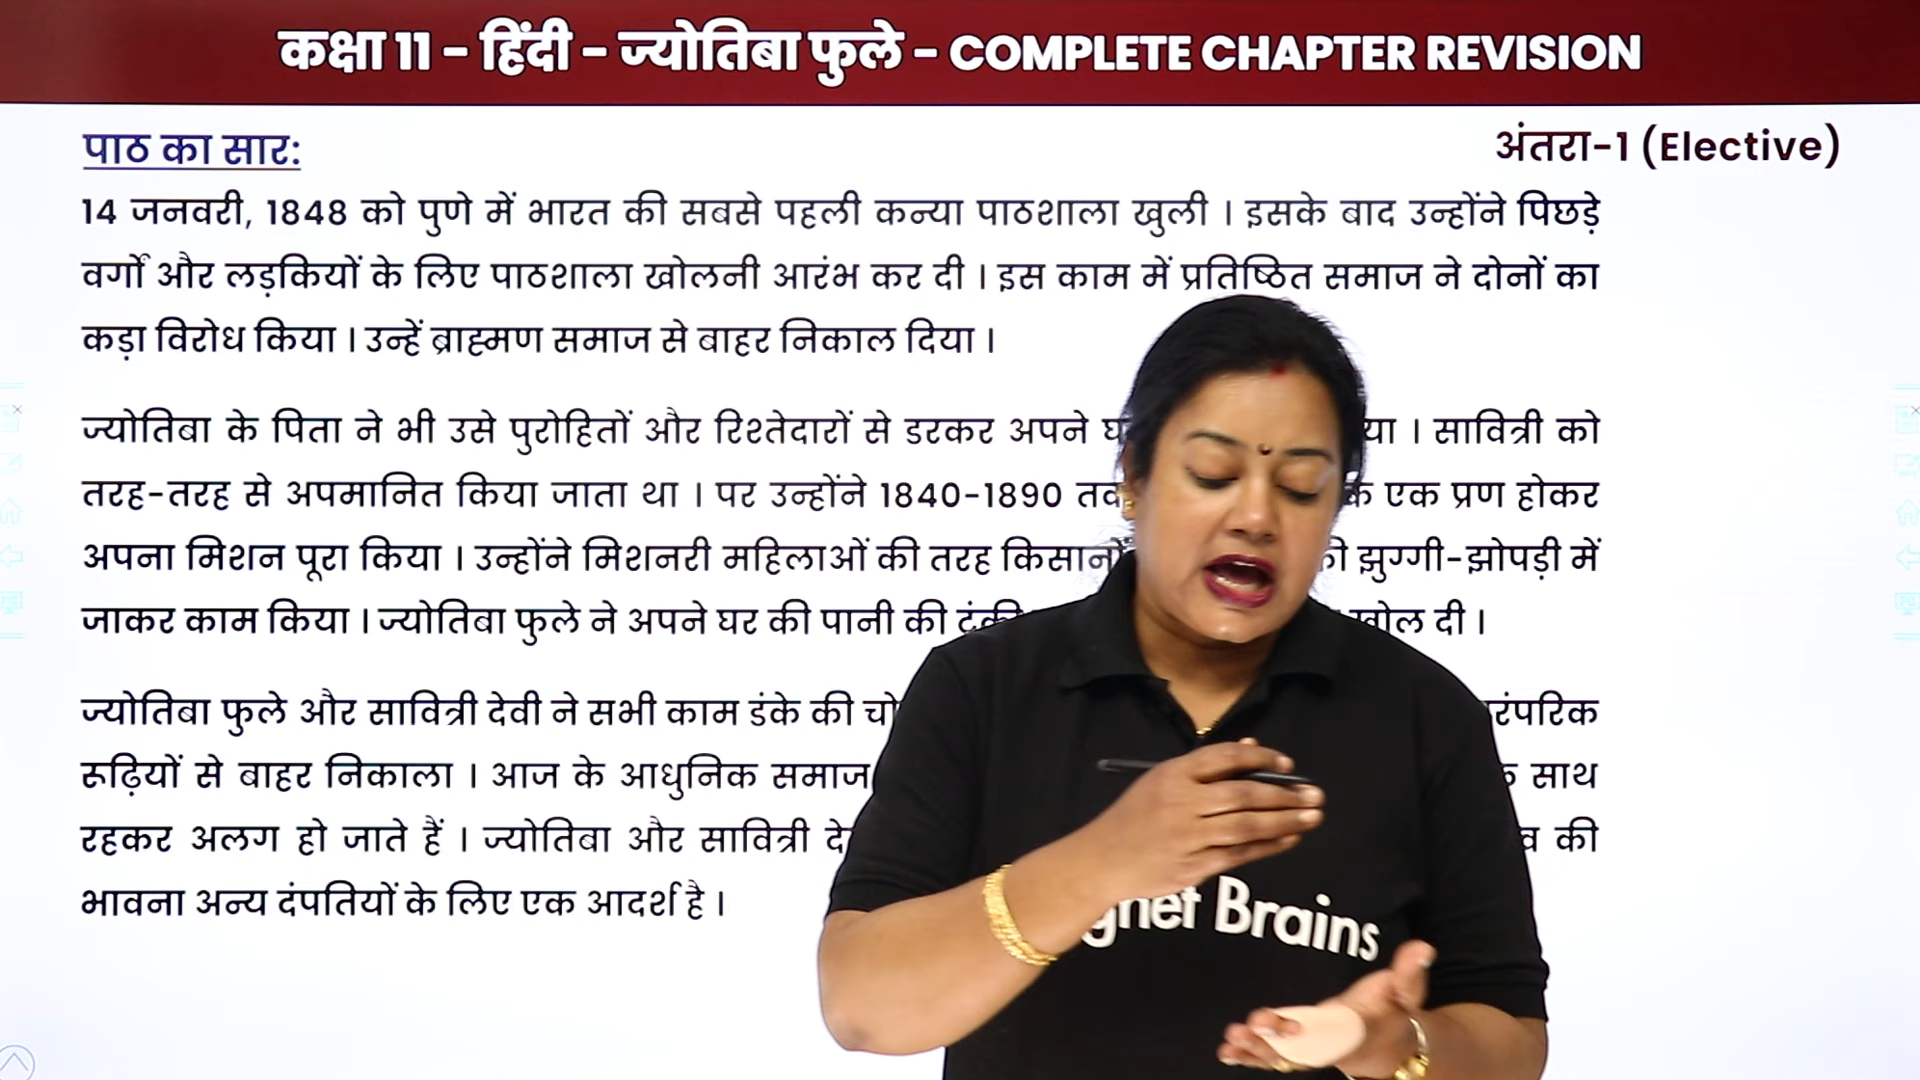 कक्षा 11 – हिंदी – ज्योतिबा फुले – COMPLETE CHAPTER REVISION
पाठ का सार:
अंतरा-1 (Elective)
14 जनवरी, 1848 को पुणे में भारत की सबसे पहली कन्या पाठशाला खुली । इसके बाद उन्होंने पिछड़े
वर्गों और लड़कियों के लिए पाठशाला खोलनी आरंभ कर दी । इस काम में प्रतिष्ठित समाज ने दोनों का
कड़ा विरोध किया । उन्हें ब्राह्मण समाज से बाहर निकाल दिया ।
ज्योतिबा के पिता ने भी उसे पुरोहितों और रिश्तेदारों से डरकर अपने । सावित्री को
तरह-तरह से अपमानित किया जाता था । पर उन्होंने 1840-1890 एक प्रण होकर
अपना मिशन पूरा किया । उन्होंने मिशनरी महिलाओं की तरह झुग्गी-झोपड़ी में
जाकर काम किया । ज्योतिबा फुले ने अपने घर की पानी की दी ।
ज्योतिबा फुले और सावित्री देवी ने सभी काम डंके की
रूढ़ियों से बाहर निकाला । आज के आधुनिक समाज साथ
रहकर अलग हो जाते हैं । ज्योतिबा और सावित्री की
भावना अन्य दंपतियों के लिए एक आदर्श है ।
Brains